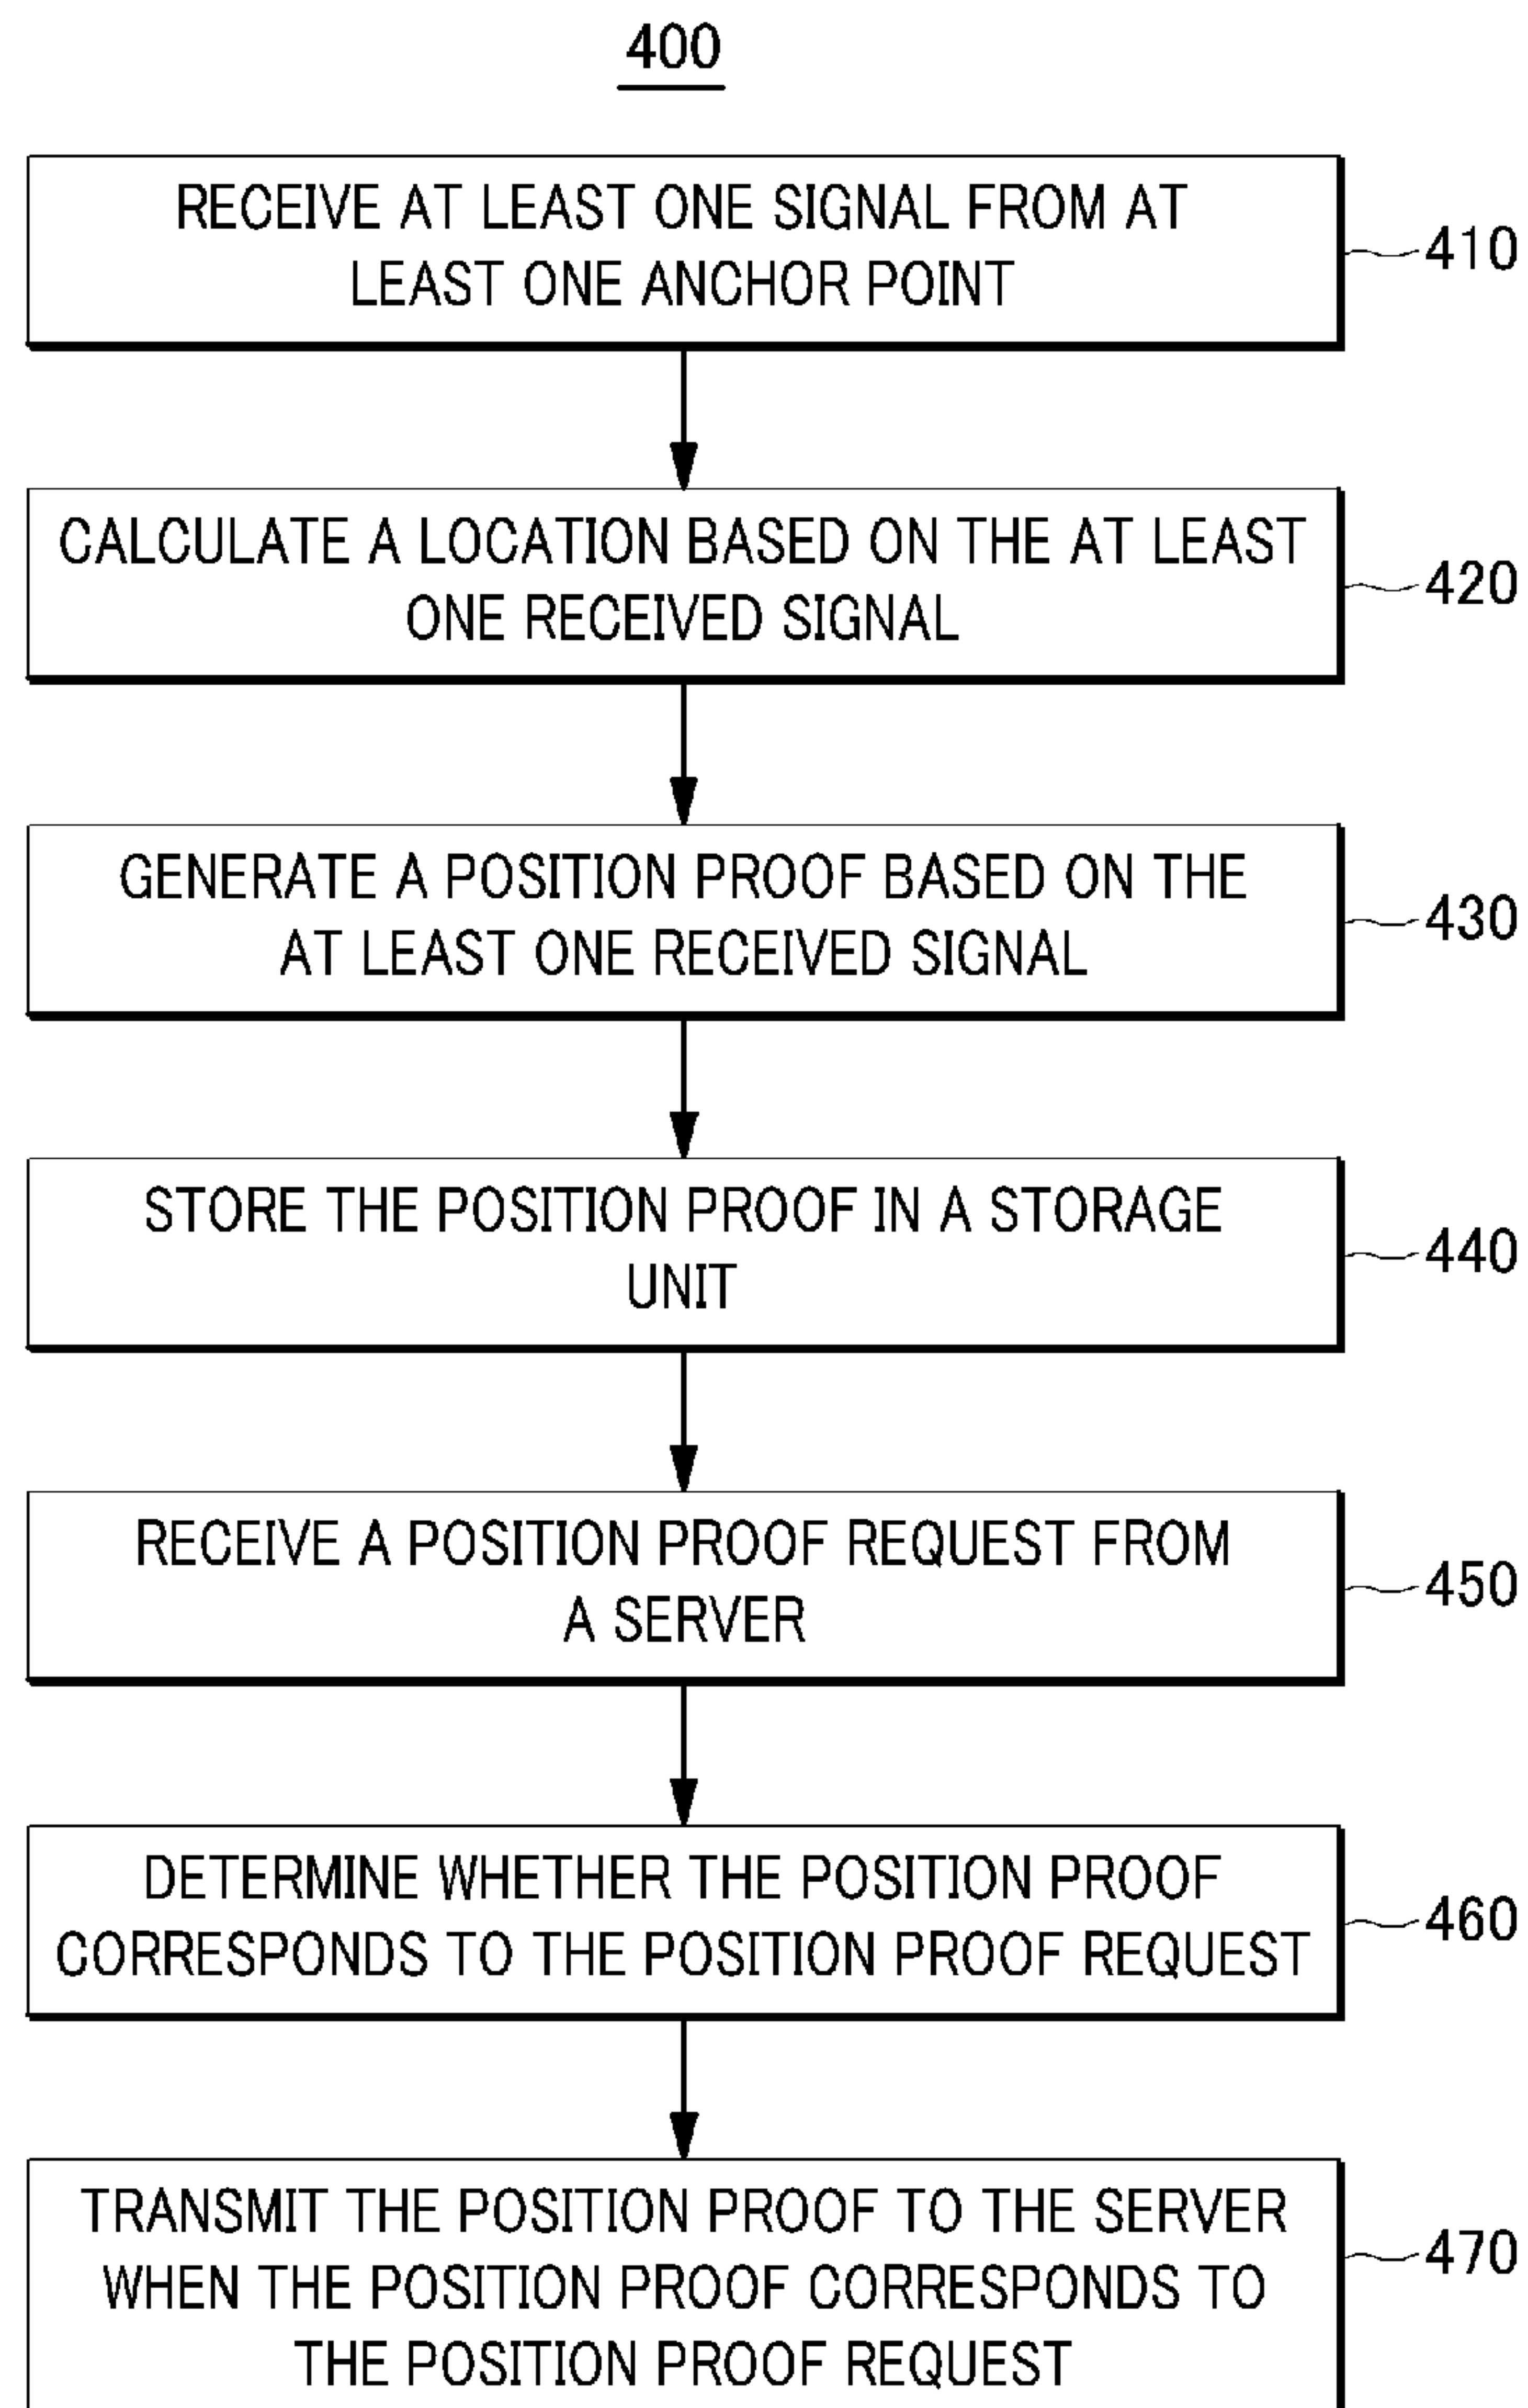 400
RECEIVE AT LEAST ONE SIGNAL FROM AT
LEAST ONE ANCHOR POINT
410
CALCULATE A LOCATION BASED ON THE AT LEAST
ONE RECEIVED SIGNAL
420
GENERATE A POSITION PROOF BASED ON THE
AT LEAST ONE RECEIVED SIGNAL
430
STORE THE POSITION PROOF IN A STORAGE
UNIT
440
RECEIVE A POSITION PROOF REQUEST FROM
A SERVER
450
DETERMINE WHETHER THE POSITION PROOF
CORRESPONDS TO THE POSITION PROOF REQUEST
460
TRANSMIT THE POSITION PROOF TO THE SERVER
WHEN THE POSITION PROOF CORRESPONDS TO
THE POSITION PROOF REQUEST
470